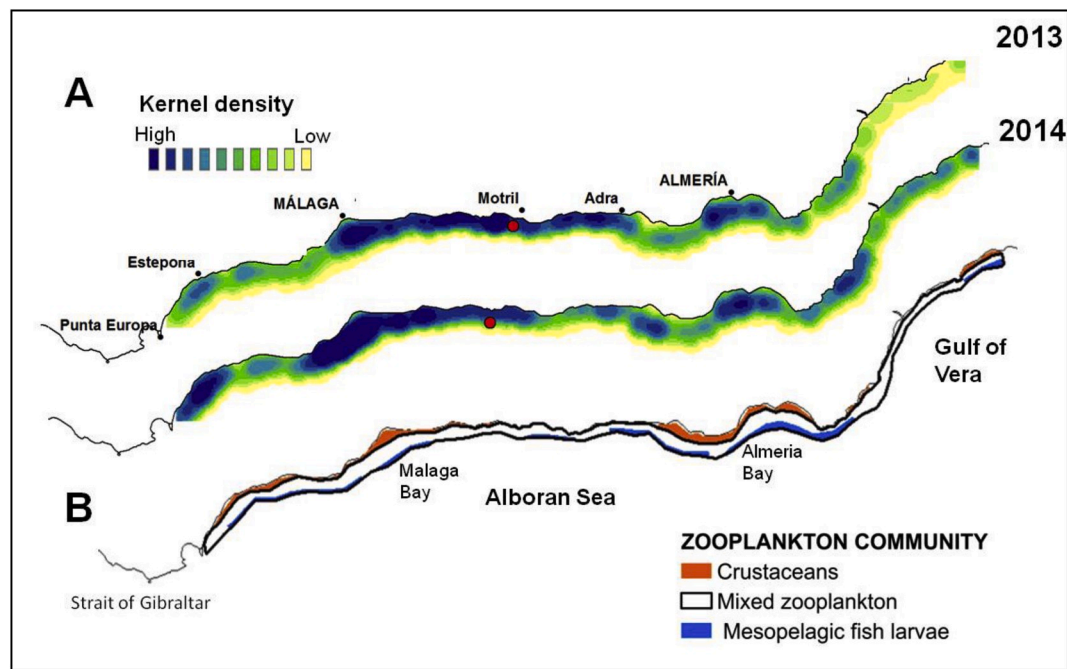 2013
A
Kernel density
High Low
2014
ALMERÍA
MÁLAGA
Motril
Adra
Estepona
Punta Europa
Gulf of
Vera
Malaga
Bay
Almeria
Bay
Alboran Sea
B
Strait of Gibraltar
ZOOPLANKTON COMMUNITY
Crustaceans
Mixed zooplankton
Mesopelagic fish larvae